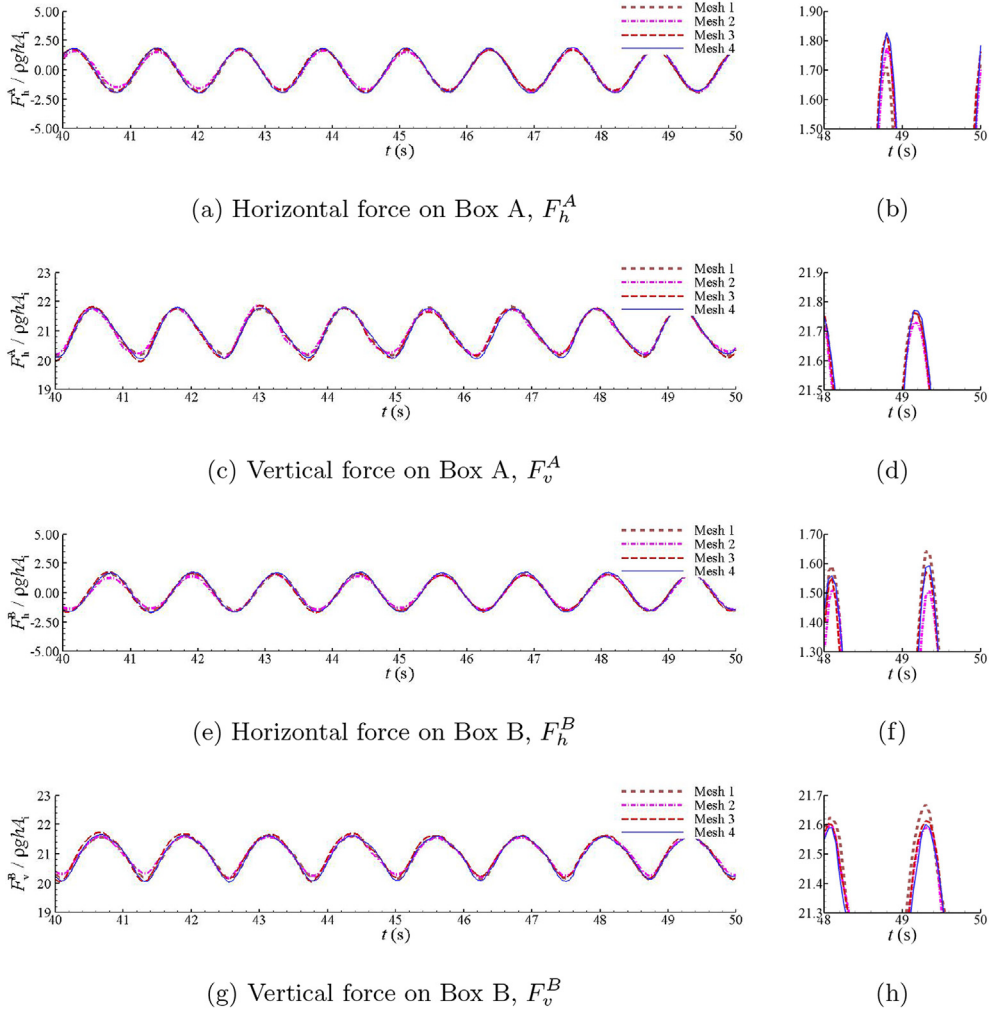 5.00
2.50
0.00
-2.50
-5.00
F_h^A / ρghA_i
Mesh 1
Mesh 2
Mesh 3
Mesh 4
40 41 42 43 44 45 46 47 48 49 50
t (s)
1.90
1.80
1.70
1.60
1.50
48 49 50
t (s)
(a) Horizontal force on Box A, F_h^A
(b)
23
22
21
20
19
F_h^A / ρghA_i
Mesh 1
Mesh 2
Mesh 3
Mesh 4
40 41 42 43 44 45 46 47 48 49 50
t (s)
21.9
21.8
21.7
21.6
21.5
48 49 50
t (s)
(c) Vertical force on Box A, F_v^A
(d)
5.00
2.50
0.00
-2.50
-5.00
F_h^B / ρghA_i
Mesh 1
Mesh 2
Mesh 3
Mesh 4
40 41 42 43 44 45 46 47 48 49 50
t (s)
1.70
1.60
1.50
1.40
1.30
48 49 50
t (s)
(e) Horizontal force on Box B, F_h^B
(f)
23
22
21
20
19
F_v^B / ρghA_i
Mesh 1
Mesh 2
Mesh 3
Mesh 4
40 41 42 43 44 45 46 47 48 49 50
t (s)
21.7
21.6
21.5
21.4
21.3
48 49 50
t (s)
(g) Vertical force on Box B, F_v^B
(h)